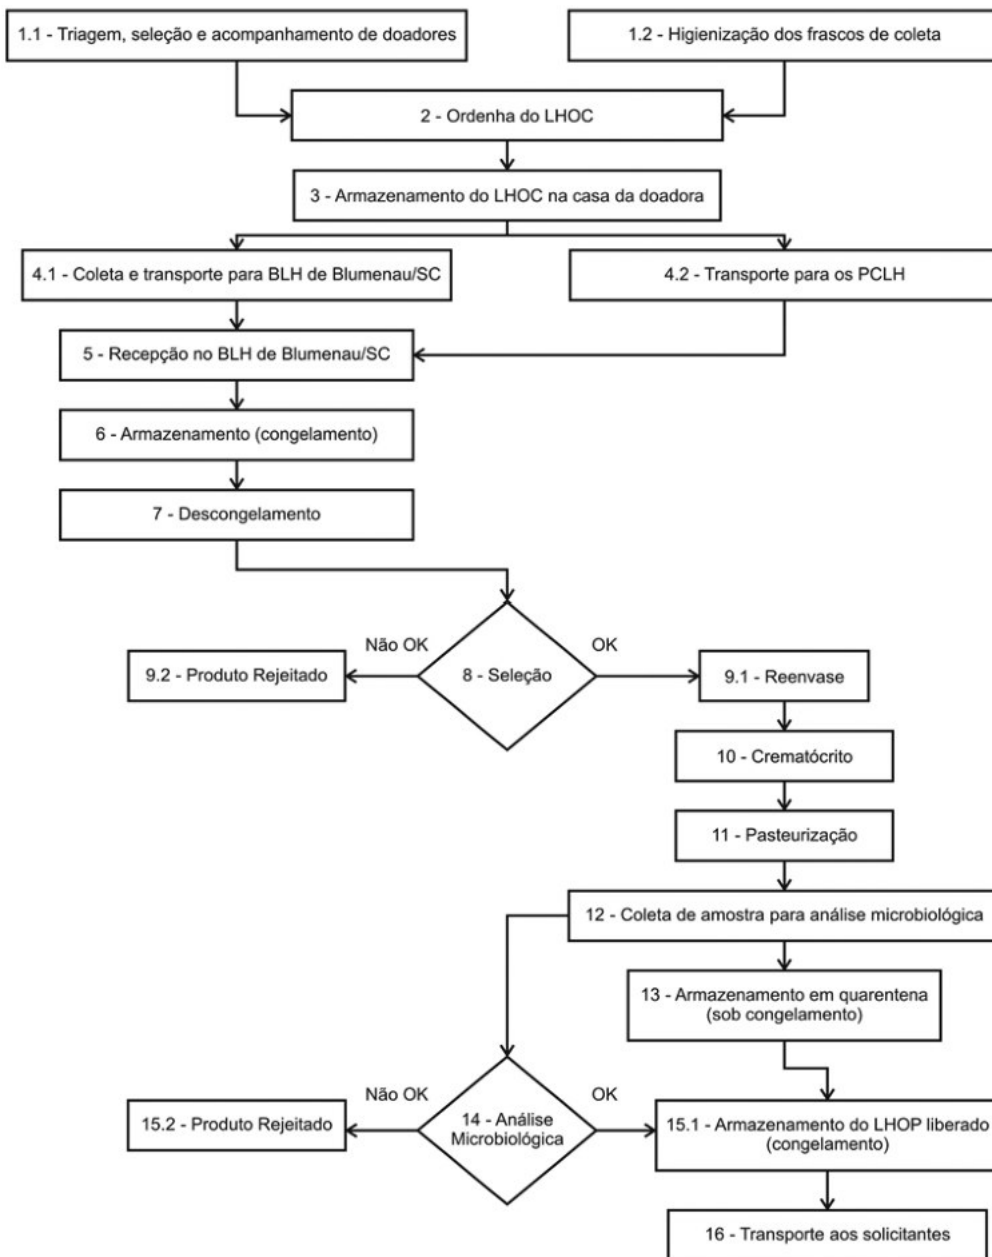 1.1 - Triagem, seleção e acompanhamento de doadores
1.2 - Higienização dos frascos de coleta
2 - Ordenha do LHOC
3 - Armazenamento do LHOC na casa da doadora
4.1 - Coleta e transporte para BLH de Blumenau/SC
4.2 - Transporte para os PCLH
5 - Recepção no BLH de Blumenau/SC
6 - Armazenamento (congelamento)
7 - Descongelamento
Não OK
OK
9.2 - Produto Rejeitado
8 - Seleção
9.1 - Reenvase
10 - Crematócrito
11 - Pasteurização
12 - Coleta de amostra para análise microbiológica
13 - Armazenamento em quarentena
(sob congelamento)
Não OK
OK
15.2 - Produto Rejeitado
14 - Análise
Microbiológica
15.1 - Armazenamento do LHOP liberado
(congelamento)
16 - Transporte aos solicitantes